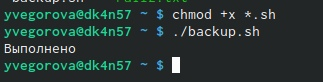 yvegorova@dk4n57 ~ $ chmod +x *.sh
yvegorova@dk4n57 ~ $ ./backup.sh
Выполнено
yvegorova@dk4n57 ~ $